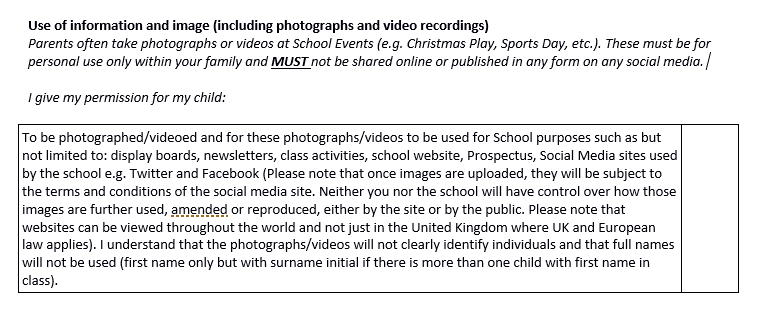 Use of information and image (including photographs and video recordings)
Parents often take photographs or videos at School Events (e.g. Christmas Play, Sports Day, etc.). These must be for
personal use only within your family and MUST not be shared online or published in any form on any social media.
I give my permission for my child:
To be photographed/videoed and for these photographs/videos to be used for School purposes such as but
not limited to: display boards, newsletters, class activities, school website, Prospectus, Social Media sites used
by the school e.g. Twitter and Facebook (Please note that once images are uploaded, they will be subject to
the terms and conditions of the social media site. Neither you nor the school will have control over how those
images are further used, amended or reproduced, either by the site or by the public. Please note that
websites can be viewed throughout the world and not just in the United Kingdom where UK and European
law applies). I understand that the photographs/videos will not clearly identify individuals and that full names
will not be used (first name only but with surname initial if there is more than one child with first name in
class).